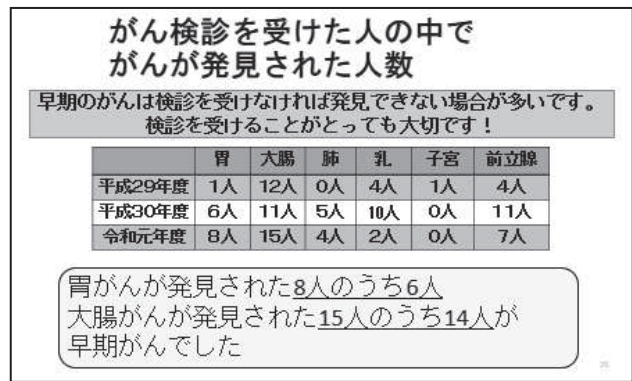 がん検診を受けた人の中で
がんが発見された人数
早期のがんは検診を受けなければ発見できない場合が多いです。
検診を受けることがとっても大切です！
胃 大腸 肺 乳 子宮 前立腺
平成29年度 1人 12人 0人 4人 1人 4人
平成30年度 6人 11人 5人 10人 0人 11人
令和元年度 8人 15人 4人 2人 0人 7人
胃がんが発見された8人のうち6人
大腸がんが発見された15人のうち14人が
早期がんでした